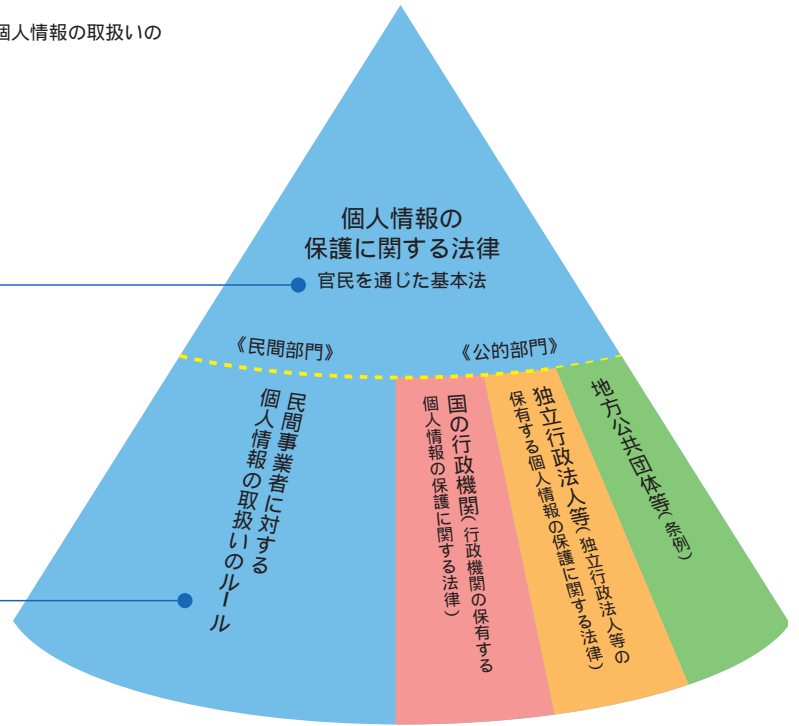 個人情報の取扱いの
個人情報の
保護に関する法律
官民を通じた基本法
《民間部門》
《公的部門》
民間事業者に対する
個人情報の取扱いのルール
国の行政機関(行政機関の保有する
個人情報の保護に関する法律)
独立行政法人等(独立行政法人等の
保有する個人情報の保護に関する法律)
地方公共団体等(条例)